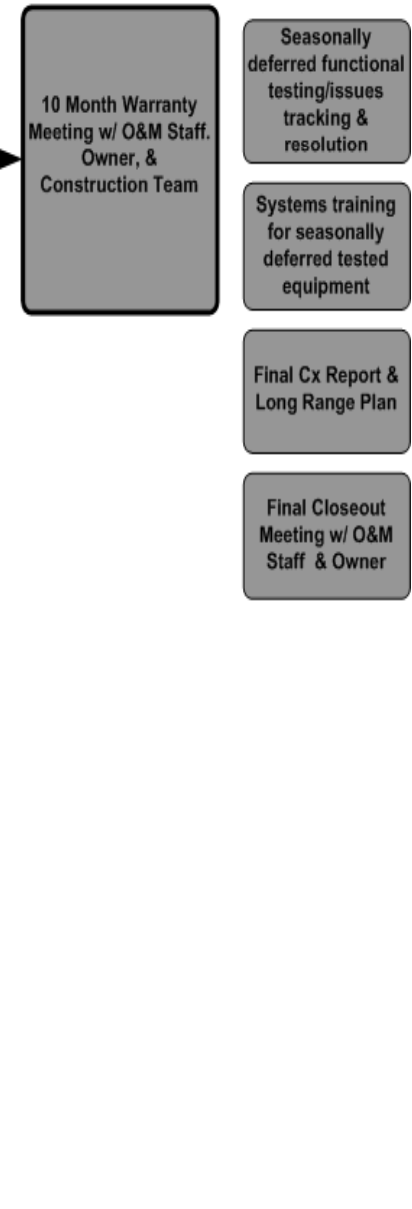 10 Month Warranty
Meeting w/ O&M Staff.
Owner, &
Construction Team
Seasonally
deferred functional
testing/issues
tracking &
resolution
Systems training
for seasonally
deferred tested
equipment
Final Cx Report &
Long Range Plan
Final Closeout
Meeting w/ O&M
Staff & Owner